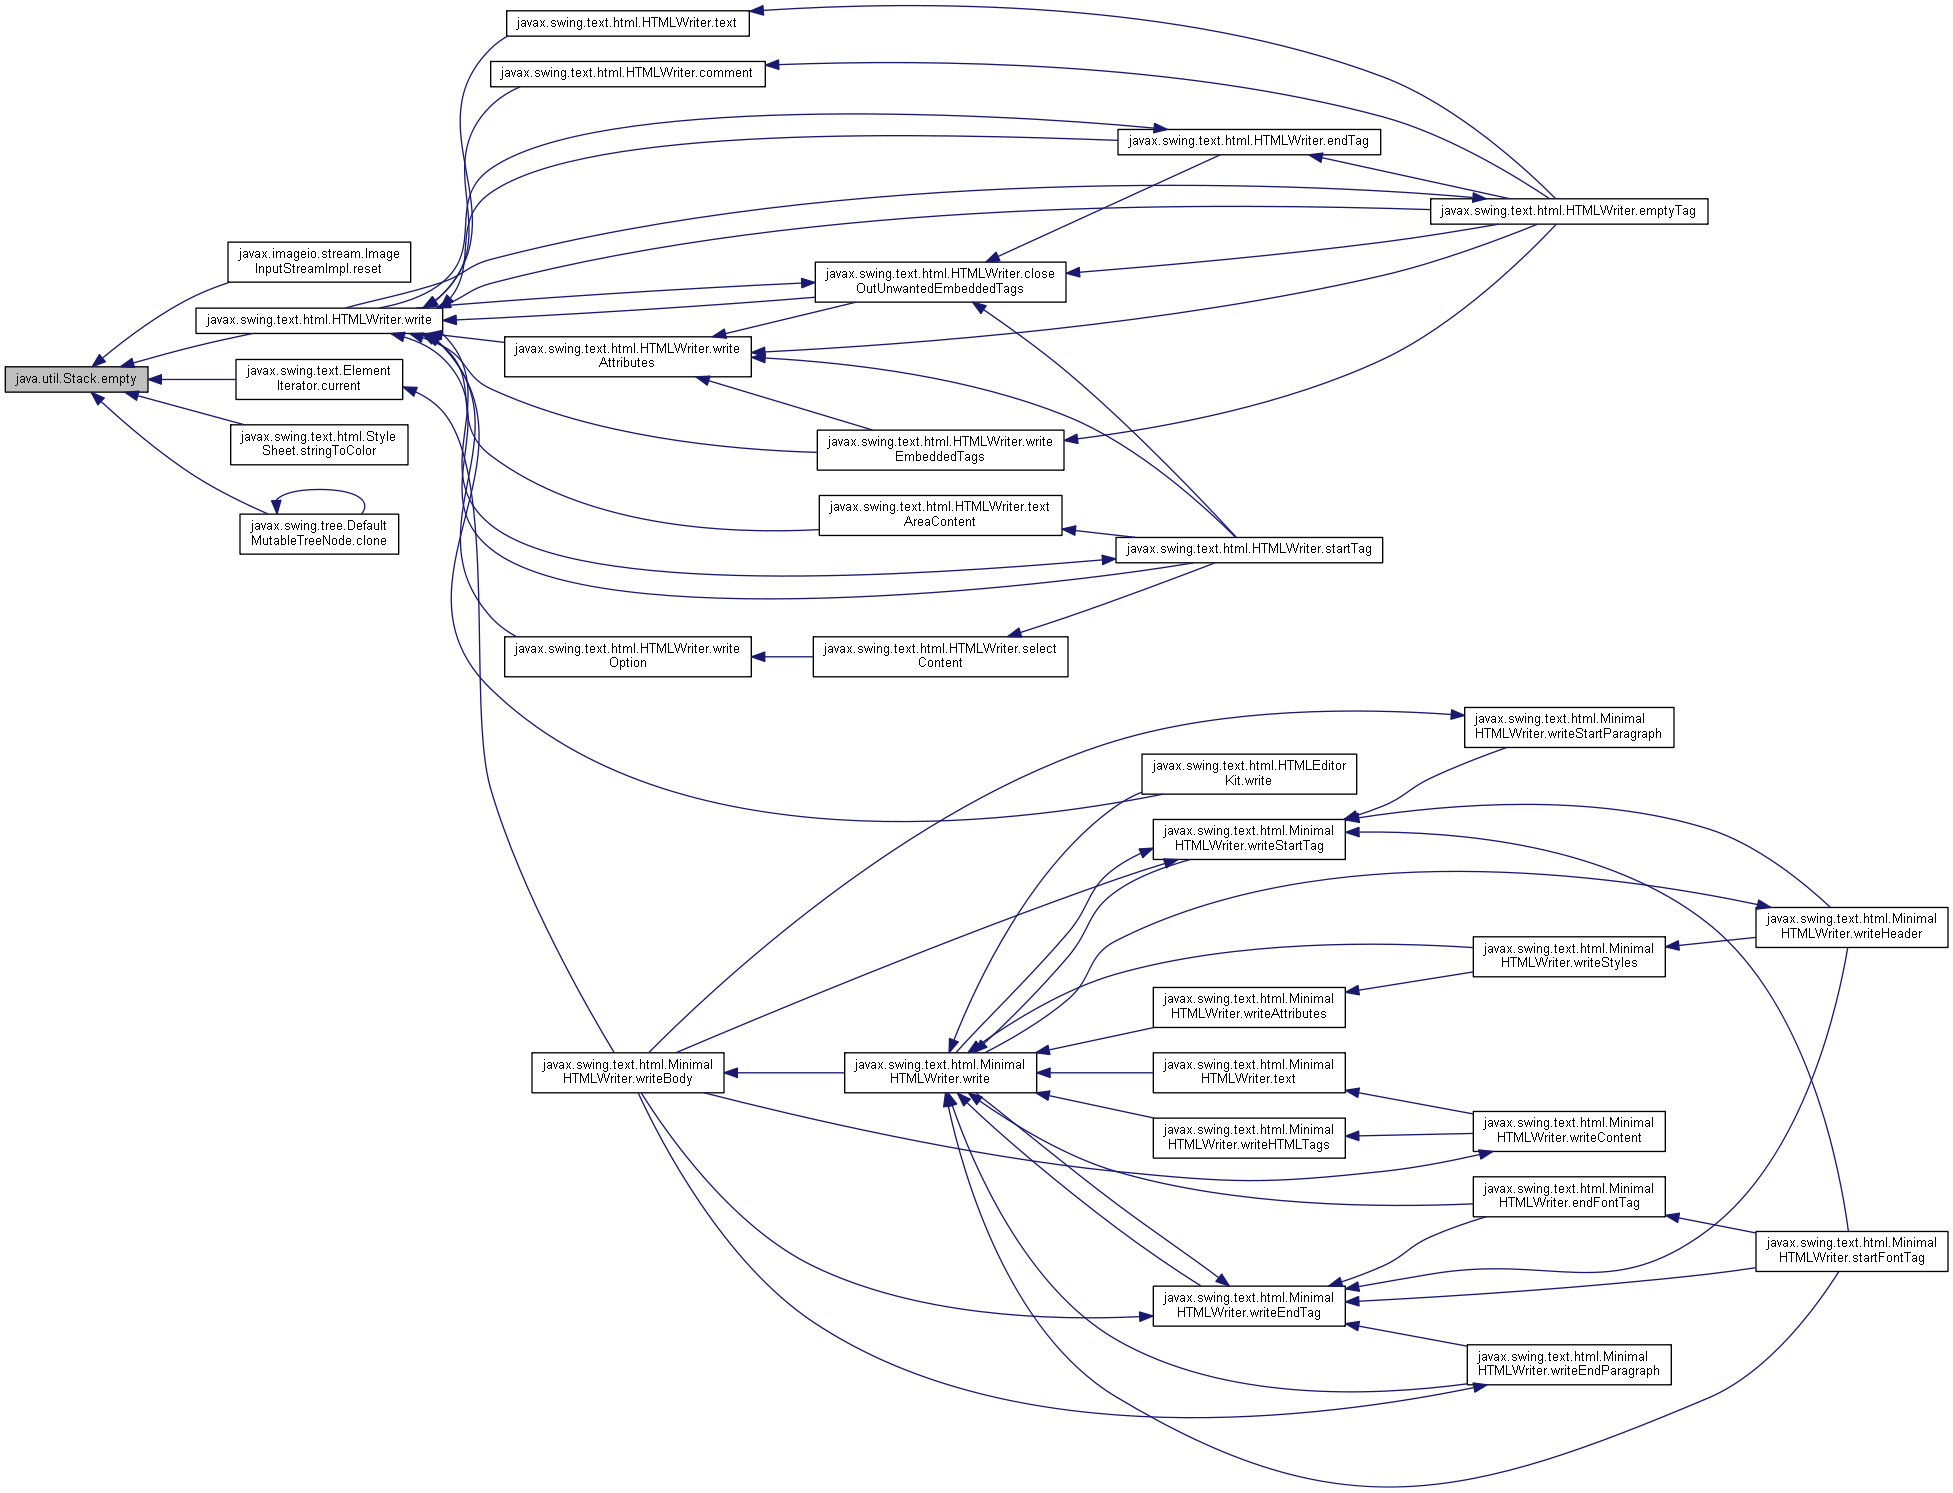 javax.swing.text.html.HTMLWriter.text
javax.swing.text.html.HTMLWriter.comment
javax.swing.text.html.HTMLWriter.endTag
javax.swing.text.html.HTMLWriter.emptyTag
javax.imageio.stream.Image
InputStreamImpl.reset
javax.swing.text.html.HTMLWriter.close
OutUnwantedEmbeddedTags
javax.swing.text.html.HTMLWriter.write
javax.swing.text.html.HTMLWriter.write
Attributes
java.util.Stack.empty
javax.swing.text.Element
Iterator.current
javax.swing.text.html.Style
Sheet.stringToColor
javax.swing.text.html.HTMLWriter.write
EmbeddedTags
javax.swing.tree.Default
MutableTreeNode.clone
javax.swing.text.html.HTMLWriter.text
AreaContent
javax.swing.text.html.HTMLWriter.startTag
javax.swing.text.html.HTMLWriter.write
Option
javax.swing.text.html.HTMLWriter.select
Content
javax.swing.text.html.Minimal
HTMLWriter.writeStartParagraph
javax.swing.text.html.HTMLEditor
Kit.write
javax.swing.text.html.Minimal
HTMLWriter.writeStartTag
javax.swing.text.html.Minimal
HTMLWriter.writeHeader
javax.swing.text.html.Minimal
HTMLWriter.writeStyles
javax.swing.text.html.Minimal
HTMLWriter.writeAttributes
javax.swing.text.html.Minimal
HTMLWriter.writeBody
javax.swing.text.html.Minimal
HTMLWriter.write
javax.swing.text.html.Minimal
HTMLWriter.text
javax.swing.text.html.Minimal
HTMLWriter.writeHTMLTags
javax.swing.text.html.Minimal
HTMLWriter.writeContent
javax.swing.text.html.Minimal
HTMLWriter.endFontTag
javax.swing.text.html.Minimal
HTMLWriter.startFontTag
javax.swing.text.html.Minimal
HTMLWriter.writeEndTag
javax.swing.text.html.Minimal
HTMLWriter.writeEndParagraph